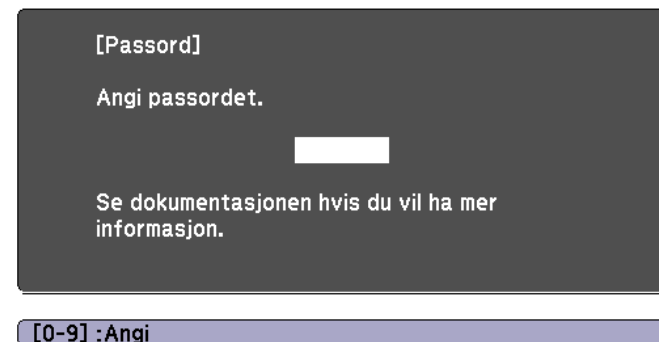 [Passord]
Angi passordet.
Se dokumentasjonen hvis du vil ha mer
informasjon.
[0-9] :Angi